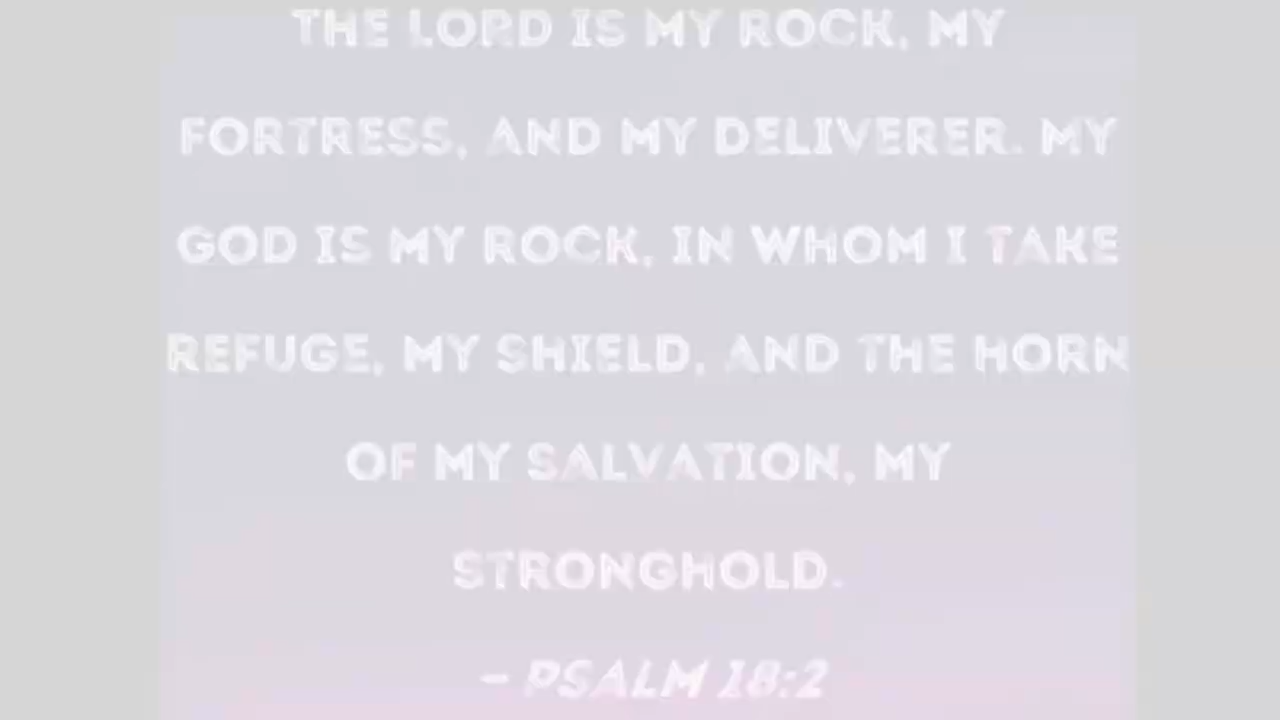 THE LORD IS MY ROCK, MY
FORTRESS, AND MY DELIVERER. MY
GOD IS MY ROCK, IN WHOM I TAKE
REFUGE, MY SHIELD, AND THE HORN
OF MY SALVATION, MY
STRONGHOLD.
– PSALM 18:2